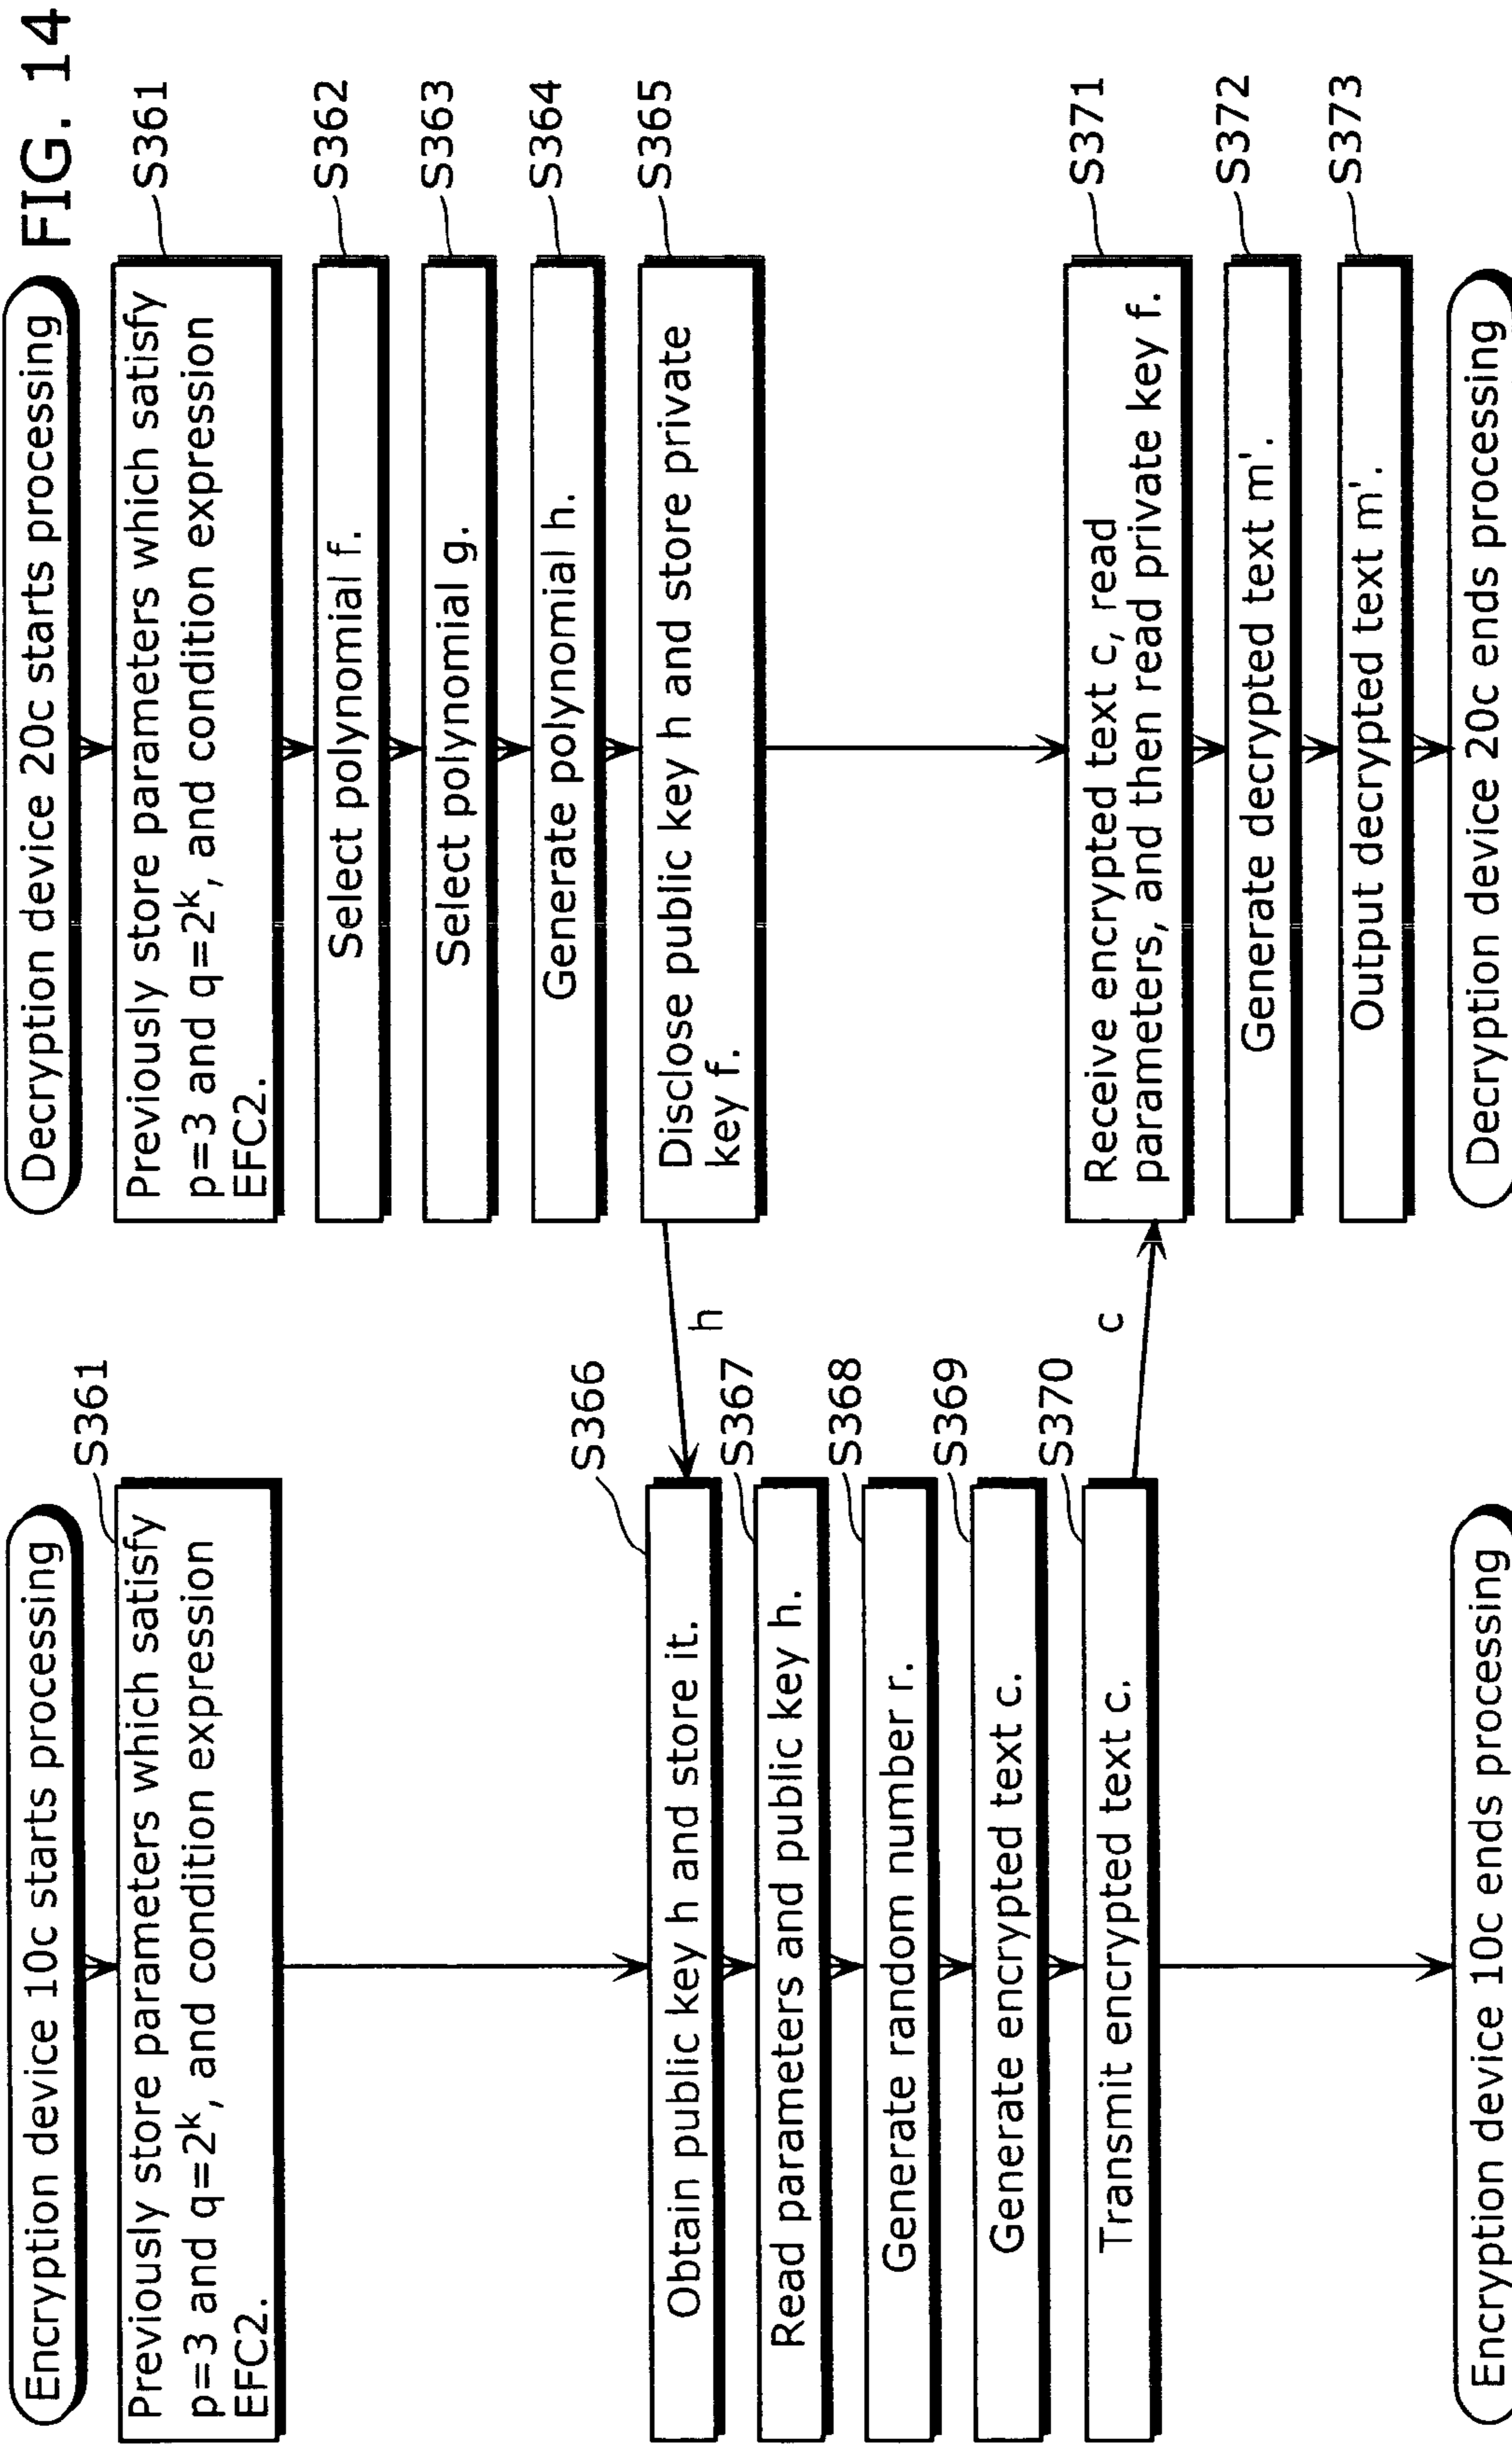 FIG. 14
Encryption device 10c starts processing
S361
Previously store parameters which satisfy
p=3 and q=2^k, and condition expression
EFC2.
S366
Obtain public key h and store it.
S367
Read parameters and public key h.
S368
Generate random number r.
S369
Generate encrypted text c.
S370
Transmit encrypted text c.
Encryption device 10c ends processing
h
c
Decryption device 20c starts processing
S361
Previously store parameters which satisfy
p=3 and q=2^k, and condition expression
EFC2.
S362
Select polynomial f.
S363
Select polynomial g.
S364
Generate polynomial h.
S365
Disclose public key h and store private
key f.
S371
Receive encrypted text c, read
parameters, and then read private key f.
S372
Generate decrypted text m'.
S373
Output decrypted text m'.
Decryption device 20c ends processing